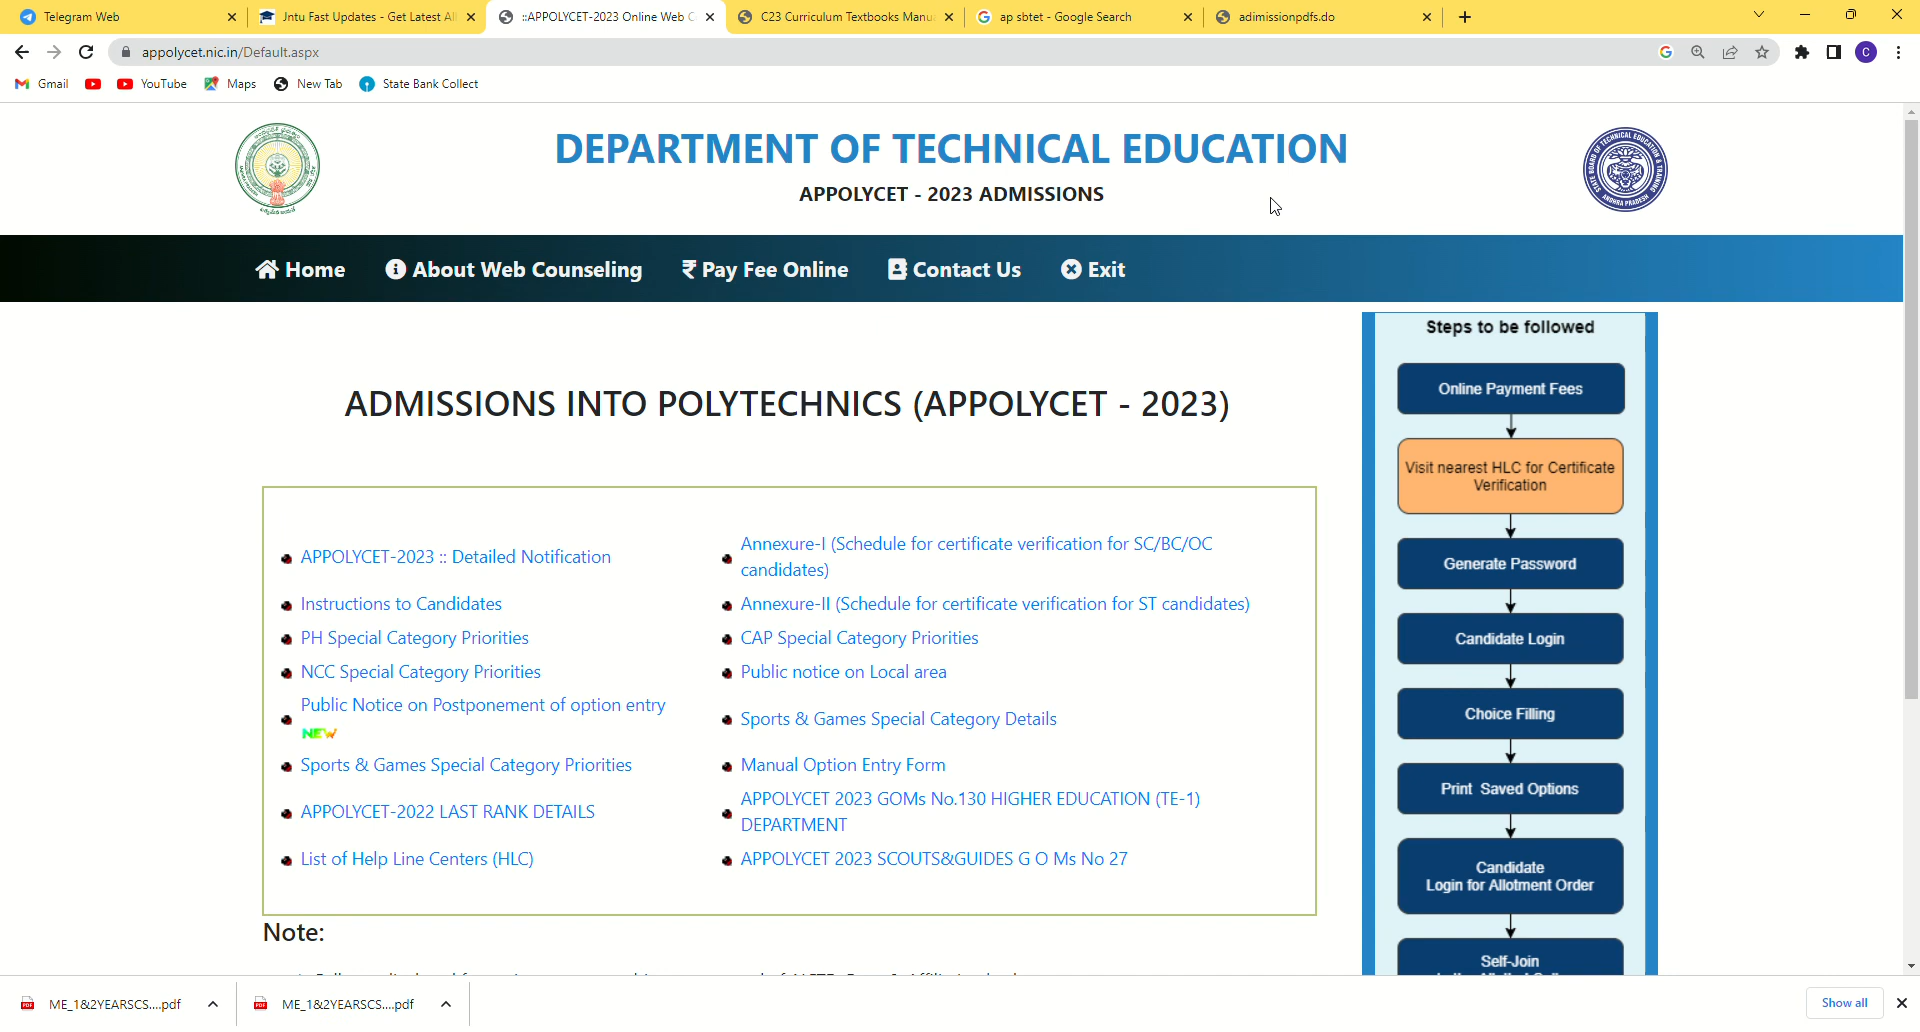 Telegram Web
Jntu Fast Updates - Get Latest All
::APPOLYCET-2023 Online Web C
C23 Curriculum Textbooks Manu
ap sbtet - Google Search
adimissionpdfs.do
appolycet.nic.in/Default.aspx
C
Gmail
YouTube
Maps
New Tab
State Bank Collect
DEPARTMENT OF TECHNICAL EDUCATION
APPOLYCET - 2023 ADMISSIONS
STATE BOARD OF TECHNICAL EDUCATION & TRAINING
ANDHRA PRADESH
Home
About Web Counseling
₹ Pay Fee Online
Contact Us
Exit
ADMISSIONS INTO POLYTECHNICS (APPOLYCET - 2023)
APPOLYCET-2023 :: Detailed Notification
Annexure-I (Schedule for certificate verification for SC/BC/OC
candidates)
Instructions to Candidates
Annexure-II (Schedule for certificate verification for ST candidates)
PH Special Category Priorities
CAP Special Category Priorities
NCC Special Category Priorities
Public notice on Local area
Public Notice on Postponement of option entry
NEW
Sports & Games Special Category Details
Sports & Games Special Category Priorities
Manual Option Entry Form
APPOLYCET-2022 LAST RANK DETAILS
APPOLYCET 2023 GOMs No.130 HIGHER EDUCATION (TE-1)
DEPARTMENT
List of Help Line Centers (HLC)
APPOLYCET 2023 SCOUTS&GUIDES G O Ms No 27
Note:
Steps to be followed
Online Payment Fees
Visit nearest HLC for Certificate
Verification
Generate Password
Candidate Login
Choice Filling
Print Saved Options
Candidate
Login for Allotment Order
Self-Join
ME_1&2YEARSCS....pdf
ME_1&2YEARSCS....pdf
Show all